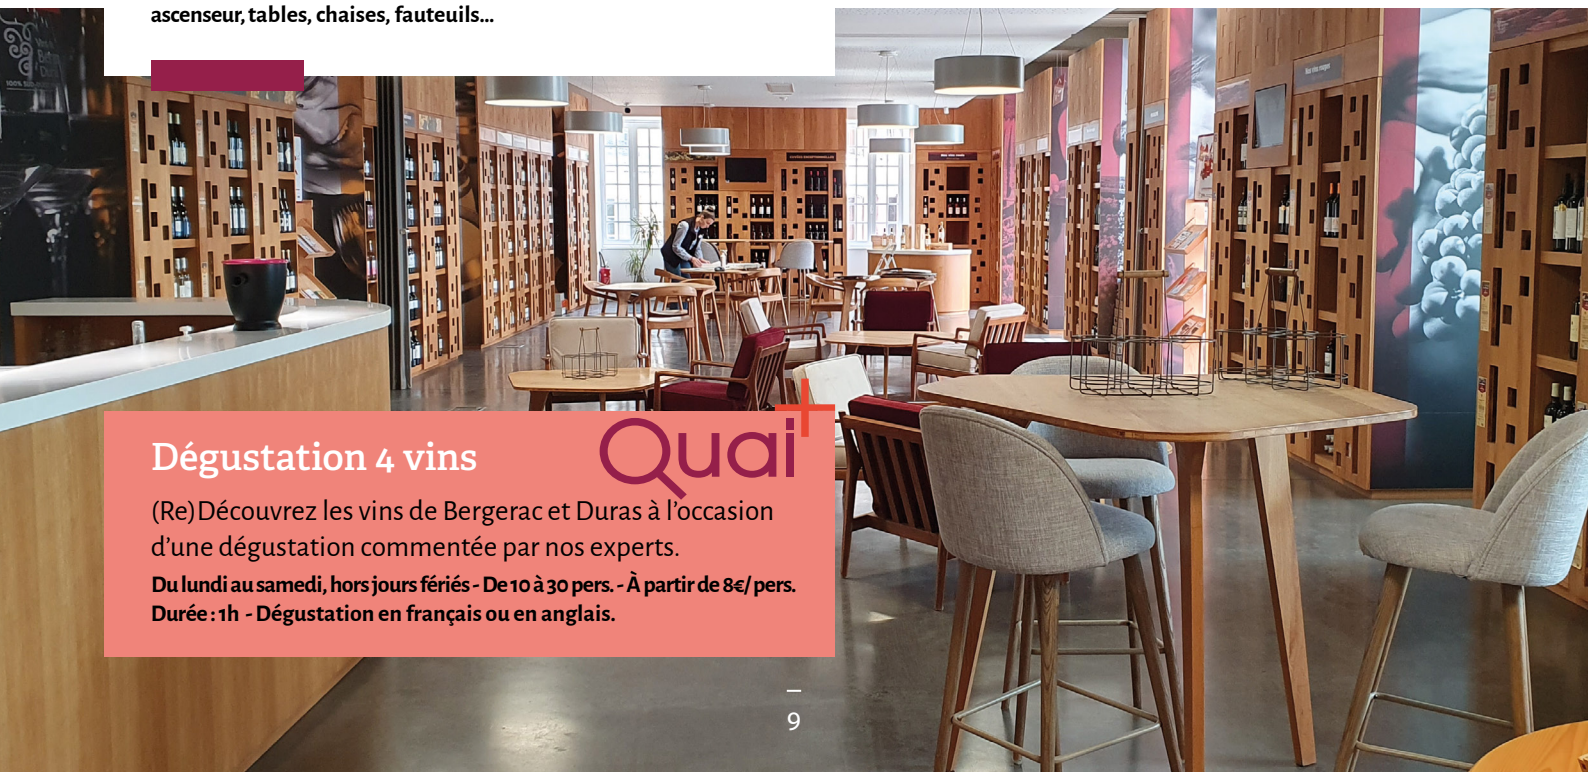 ascenseur, tables, chaises, fauteuils...
Dégustation 4 vins
Quai+
(Re)Découvrez les vins de Bergerac et Duras à l'occasion
d'une dégustation commentée par nos experts.
Du lundi au samedi, hors jours fériés - De 10 à 30 pers. - À partir de 8€/ pers.
Durée : 1h - Dégustation en français ou en anglais.
9